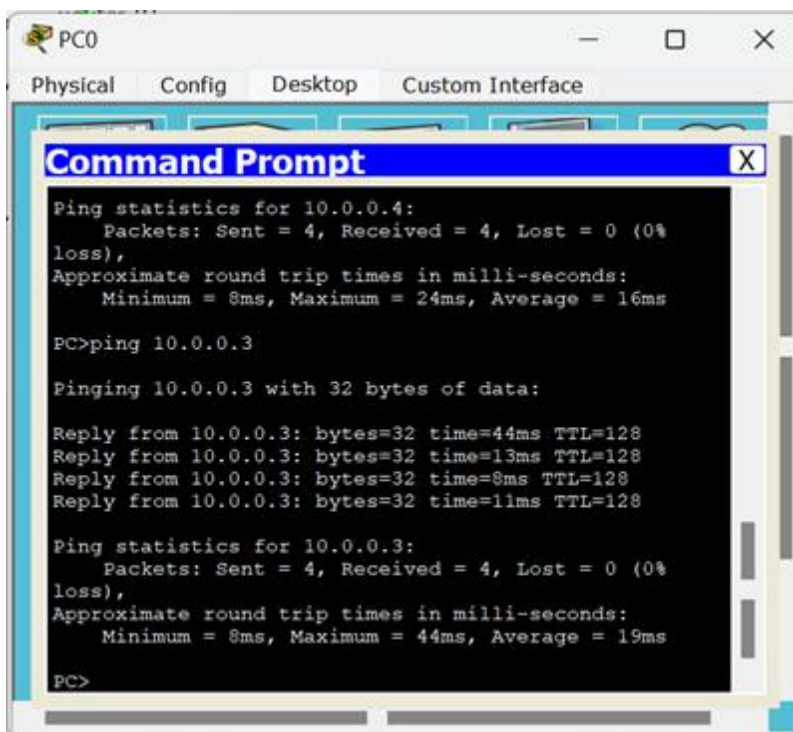 PC0
Physical Config Desktop Custom Interface
Command Prompt
X
Ping statistics for 10.0.0.4:
Packets: Sent = 4, Received = 4, Lost = 0 (0%
loss),
Approximate round trip times in milli-seconds:
Minimum = 8ms, Maximum = 24ms, Average = 16ms
PC>ping 10.0.0.3
Pinging 10.0.0.3 with 32 bytes of data:
Reply from 10.0.0.3: bytes=32 time=44ms TTL=128
Reply from 10.0.0.3: bytes=32 time=13ms TTL=128
Reply from 10.0.0.3: bytes=32 time=8ms TTL=128
Reply from 10.0.0.3: bytes=32 time=11ms TTL=128
Ping statistics for 10.0.0.3:
Packets: Sent = 4, Received = 4, Lost = 0 (0%
loss),
Approximate round trip times in milli-seconds:
Minimum = 8ms, Maximum = 44ms, Average = 19ms
PC>